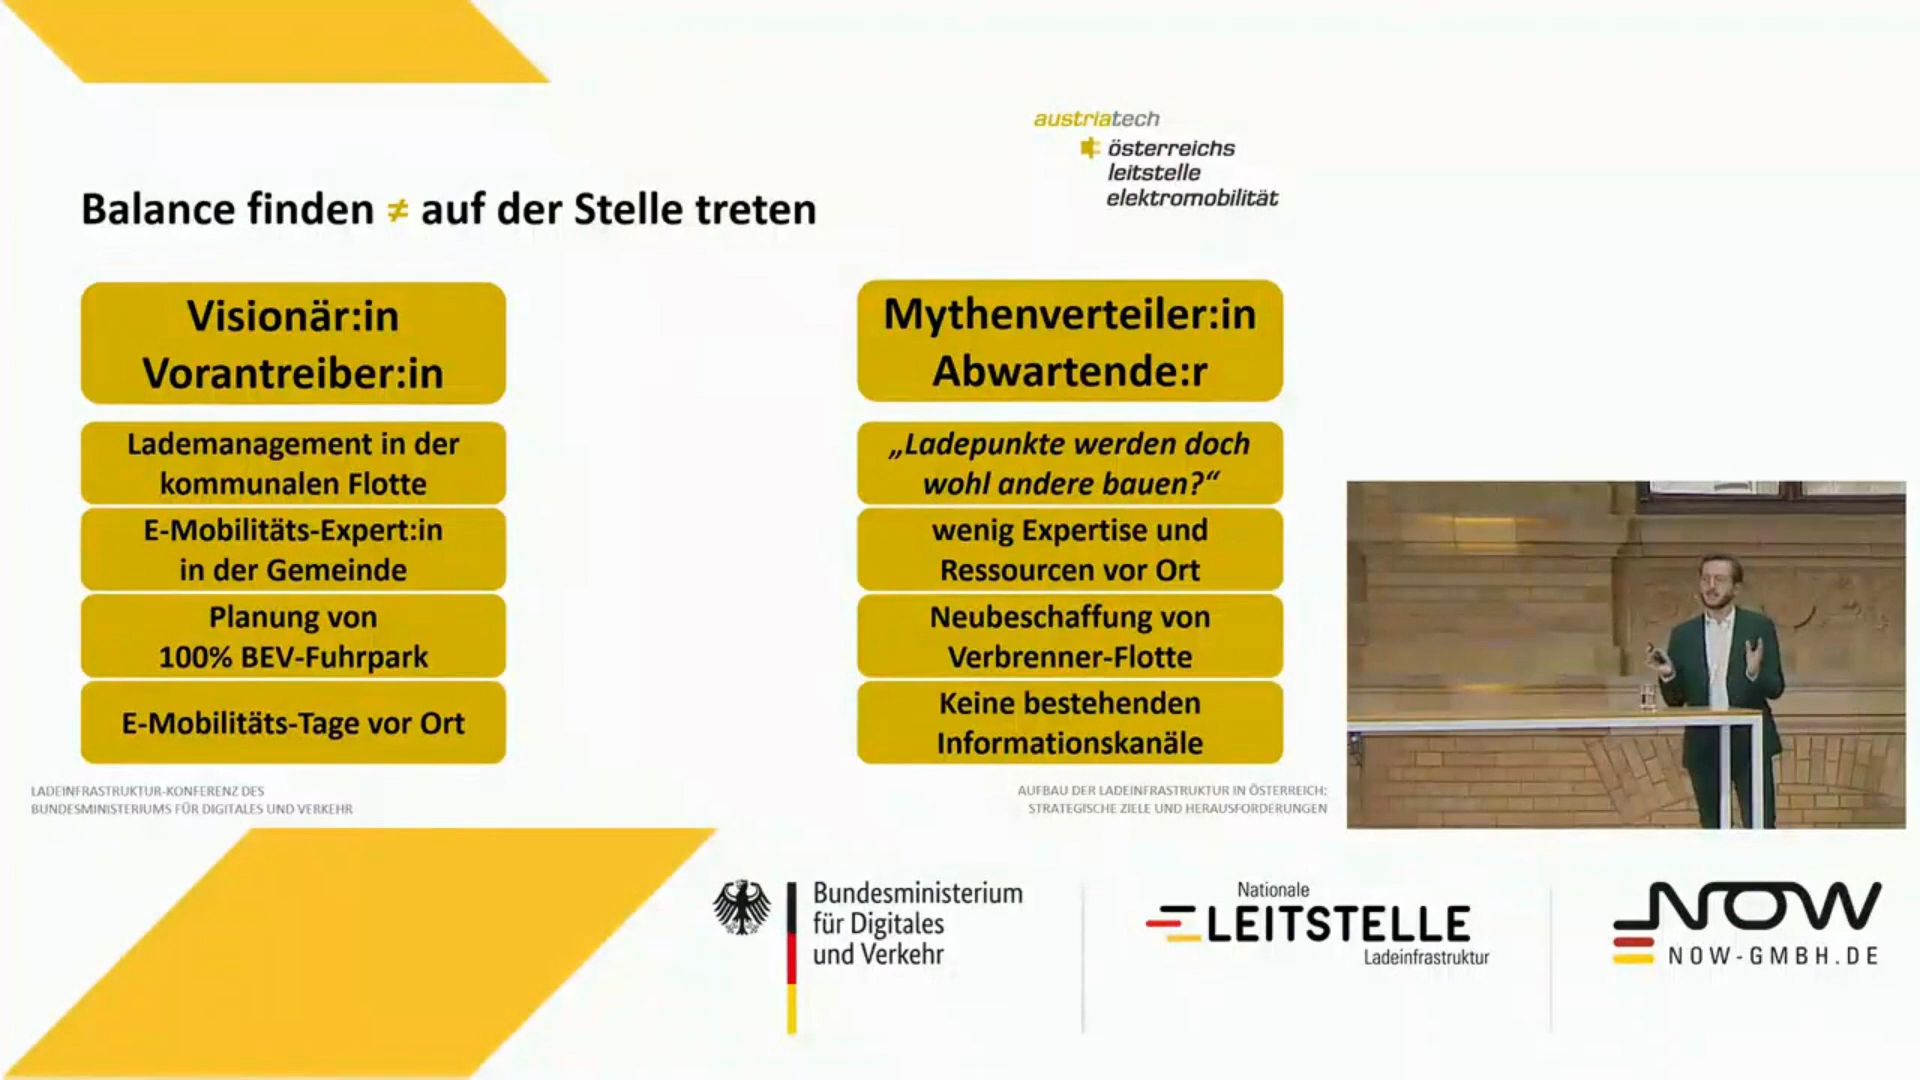 austriatech
österreichs
leitstelle
elektromobilität
Balance finden ≠ auf der Stelle treten
Visionär:in
Vorantreiber:in
Lademanagement in der
kommunalen Flotte
E-Mobilitäts-Expert:in
in der Gemeinde
Planung von
100% BEV-Fuhrpark
E-Mobilitäts-Tage vor Ort
Mythenverteiler:in
Abwartende:r
„Ladepunkte werden doch
wohl andere bauen?“
wenig Expertise und
Ressourcen vor Ort
Neubeschaffung von
Verbrenner-Flotte
Keine bestehenden
Informationskanäle
LADEINFRASTRUKTUR-KONFERENZ DES
BUNDESMINISTERIUMS FÜR DIGITALES UND VERKEHR
AUFBAU DER LADEINFRASTRUKTUR IN ÖSTERREICH:
STRATEGISCHE ZIELE UND HERAUSFORDERUNGEN
Bundesministerium
für Digitales
und Verkehr
Nationale
LEITSTELLE
Ladeinfrastruktur
NOW
NOW-GMBH.DE